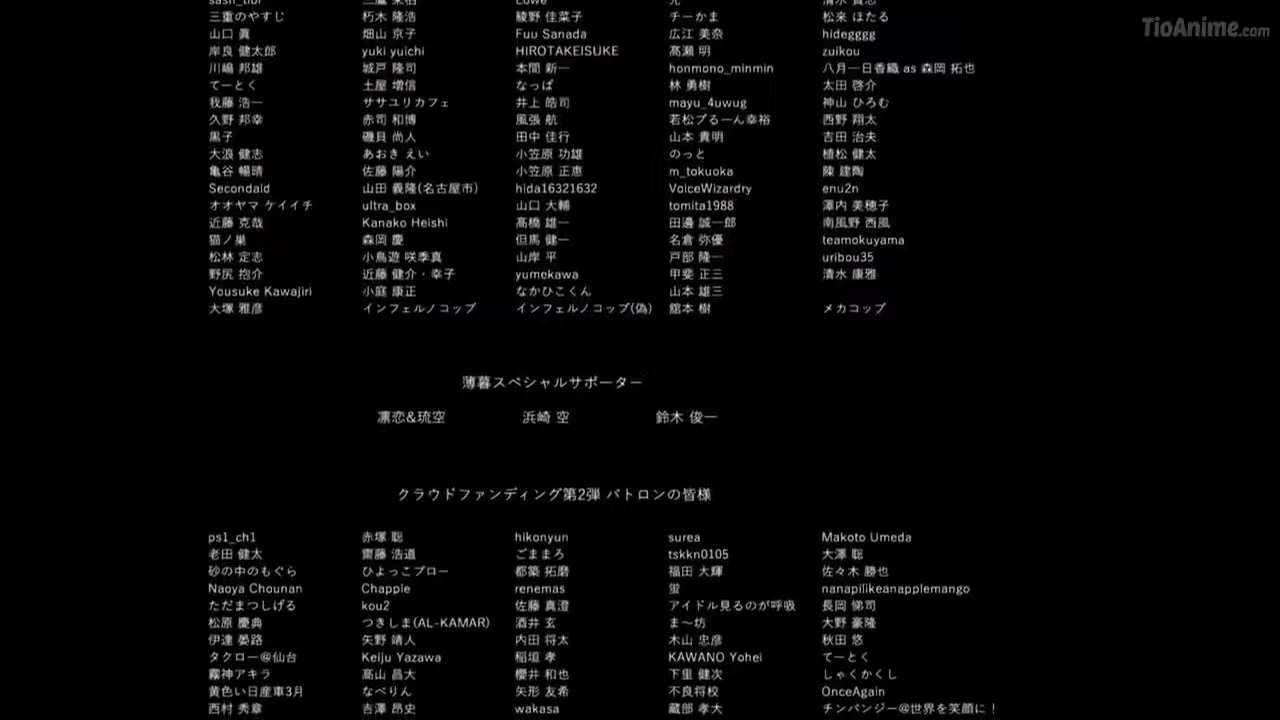 TioAnime.com
三重のやすじ 朽木 隆浩 綾野 佳菜子 チーかま 松来 ほたる
山口 眞 畑山 京子 Fuu Sanada 広江 美奈 hidegggg
岸良 健太郎 yuki yuichi HIROTAKEISUKE 髙瀬 明 zuikou
川嶋 邦雄 城戸 隆司 本間 新一 honmono_minmin 八月一日香織 as 森岡 拓也
てーとく 土屋 増信 なっぱ 林 勇樹 太田 啓介
我藤 浩一 ササユリカフェ 井上 皓司 mayu_4uwug 神山 ひろむ
久野 邦幸 赤司 和博 風張 航 若松ぶるーん幸裕 西野 翔太
黒子 磯貝 尚人 田中 佳行 山本 貴明 吉田 治夫
大浪 健志 あおき えい 小笠原 功雄 のっと 植松 健太
亀谷 暢晴 佐藤 陽介 小笠原 正恵 m_tokuoka 陳 建陶
Secondaid 山田 義隆(名古屋市) hida16321632 VoiceWizardry enu2n
オオヤマ ケイイチ ultra_box 山口 大輔 tomita1988 澤内 美穂子
近藤 克哉 Kanako Heishi 髙橋 雄一 田邊 誠一郎 南風野 西風
猫ノ巣 森岡 慶 但馬 健一 名倉 弥優 teamokuyama
松林 定志 小鳥遊 咲季真 山岸 平 戸部 隆一 uribou35
野尻 抱介 近藤 健介・幸子 yumekawa 甲斐 正三 清水 康雅
Yousuke Kawajiri 小庭 康正 なかひこくん 山本 雄三
大塚 雅彦 インフェルノコップ インフェルノコップ(偽) 舘本 樹 メカコップ
薄暮スペシャルサポーター
凛恋&琉空 浜崎 空 鈴木 俊一
クラウドファンディング第2弾 パトロンの皆様
ps1_ch1 赤塚 聡 hikonyun surea Makoto Umeda
老田 健太 齋藤 浩道 ごままろ tskkn0105 大澤 聡
砂の中のもぐら ひよっこブロー 都築 拓磨 福田 大輝 佐々木 勝也
Naoya Chounan Chapple renemas 蛍 nanapilikeanapplemango
ただまつしげる kou2 佐藤 真澄 アイドル見るのが呼吸 長岡 悌司
松原 慶典 つきしま(AL-KAMAR) 酒井 玄 ま〜坊 大野 豪隆
伊達 晏路 矢野 靖人 内田 将太 木山 忠彦 秋田 悠
タクロー@仙台 Keiju Yazawa 稲垣 孝 KAWANO Yohei てーとく
霧神アキラ 髙山 昌大 櫻井 和也 下里 健次 しゃくかくし
黄色い日産車3月 なべりん 矢形 友希 不良将校 OnceAgain
西村 秀章 吉澤 昂史 wakasa 蔵部 孝大 チンパンジー@世界を笑顔に！